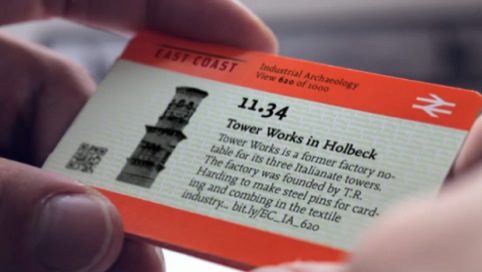 EAST COAST
Industrial Archaeology
View 620 of 1000
11.34
Tower Works in Holbeck
Tower Works is a former factory no-
table for its three Italianate towers.
The factory was founded by T.R.
Harding to make steel pins for card-
ing and combing in the textile
industry... bit.ly/EC_IA_620